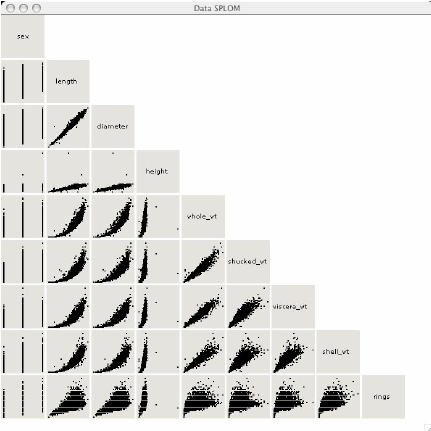 Data SPLOM
sex
length
diameter
height
whole_wt
shucked_wt
viscera_wt
shell_wt
rings